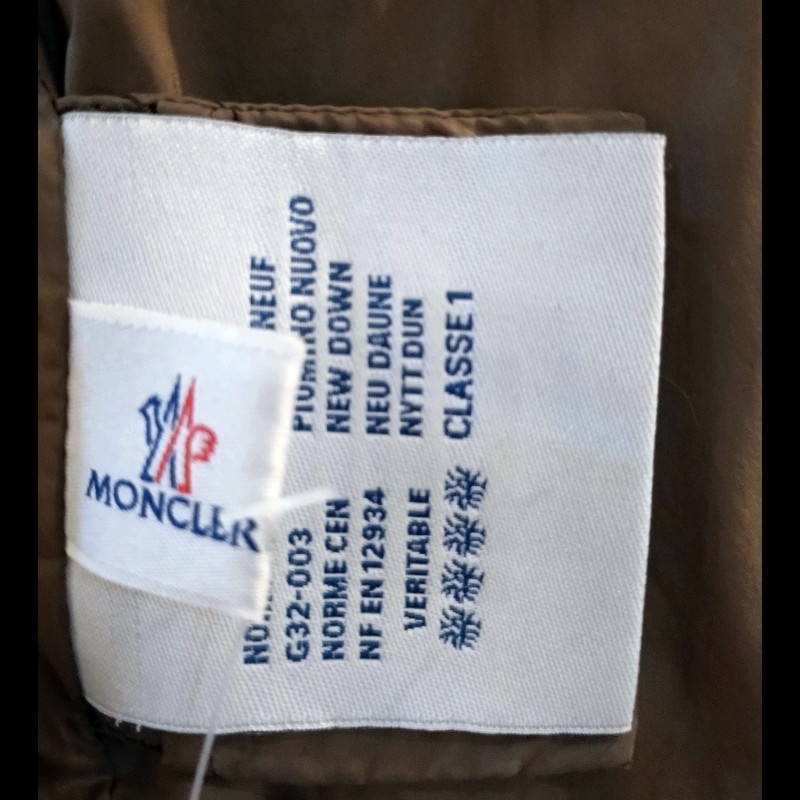 MONCLER
NEUF
G32-003 PIUMINO NUOVO
NORME CEN NEW DOWN
NF EN 12934 NEU DAUNE
VERITABLE NYTT DUN
CLASSE 1